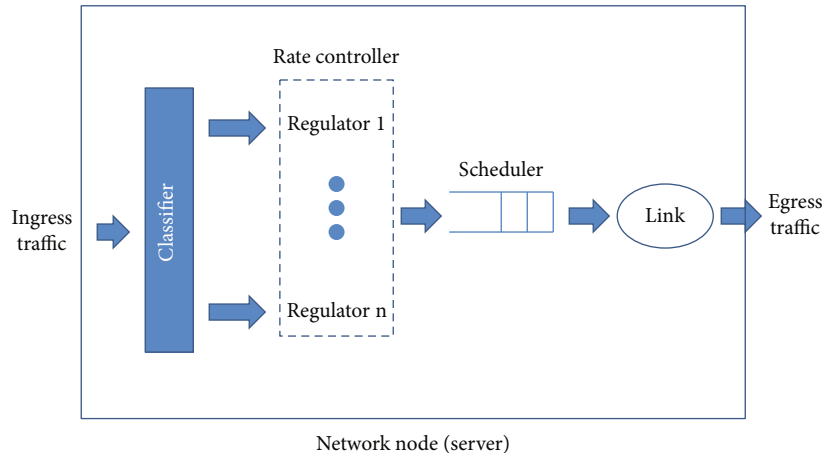 Rate controller
Regulator 1
Scheduler
Ingress
traffic
Classifier
Link
Egress
traffic
Regulator n
Network node (server)